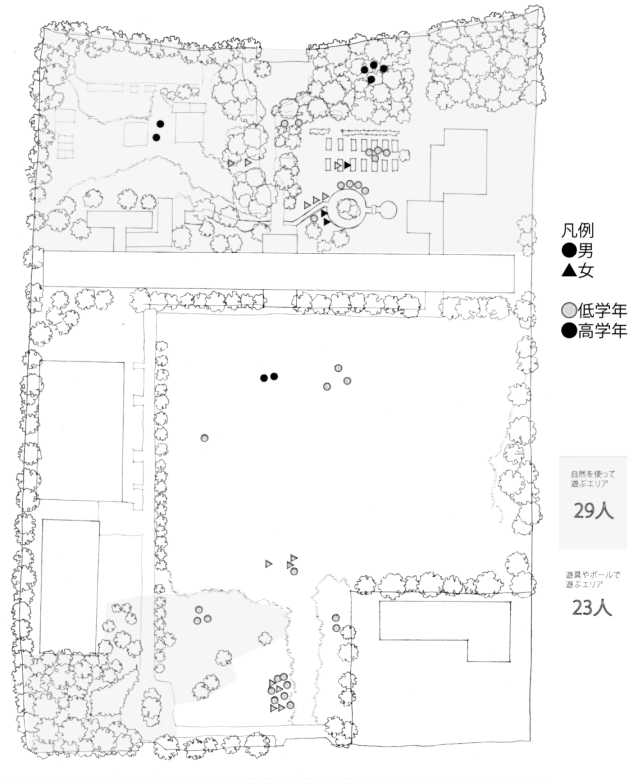 凡例
●男
▲女
●低学年
●高学年
自然を使って
遊ぶエリア
29人
遊具やボールで
遊ぶエリア
23人